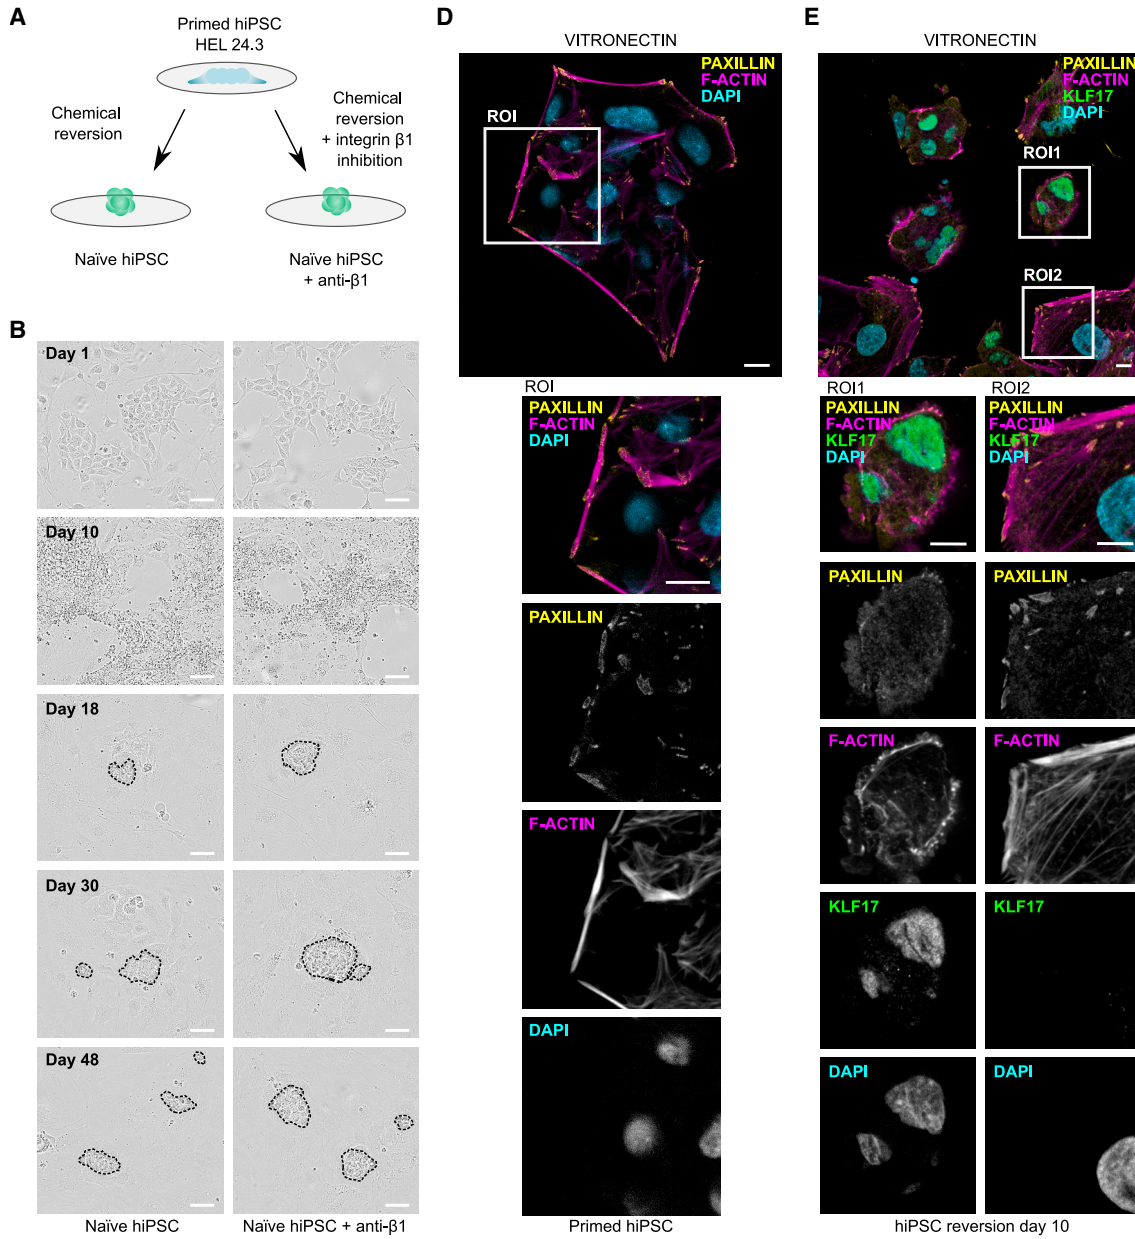 A
Primed hiPSC
HEL 24.3
Chemical
reversion
Chemical
reversion
+ integrin β1
inhibition
Naïve hiPSC
Naïve hiPSC
+ anti-β1
B
Day 1
Day 10
Day 18
Day 30
Day 48
Naïve hiPSC
Naïve hiPSC + anti-β1
D
VITRONECTIN
PAXILLIN
F-ACTIN
DAPI
ROI
ROI
PAXILLIN
F-ACTIN
DAPI
PAXILLIN
F-ACTIN
DAPI
Primed hiPSC
E
VITRONECTIN
PAXILLIN
F-ACTIN
KLF17
DAPI
ROI1
ROI2
ROI1
PAXILLIN
F-ACTIN
KLF17
DAPI
ROI2
PAXILLIN
F-ACTIN
KLF17
DAPI
PAXILLIN
PAXILLIN
F-ACTIN
F-ACTIN
KLF17
KLF17
DAPI
DAPI
hiPSC reversion day 10